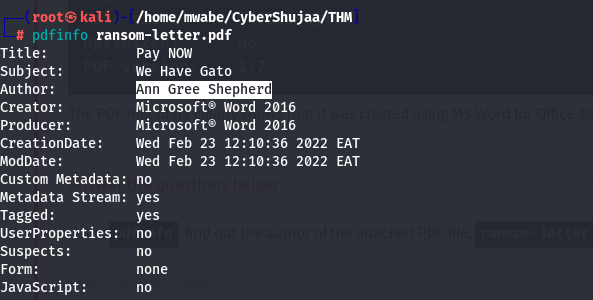 (root㉿kali)-[/home/mwabe/CyberShujaa/THM]
# pdfinfo ransom-letter.pdf
Title: Pay NOW
Subject: We Have Gato
Author: Ann Gree Shepherd
Creator: Microsoft® Word 2016
Producer: Microsoft® Word 2016
CreationDate: Wed Feb 23 12:10:36 2022 EAT
ModDate: Wed Feb 23 12:10:36 2022 EAT
Custom Metadata: no
Metadata Stream: yes
Tagged: yes
UserProperties: no
Suspects: no
Form: none
JavaScript: no